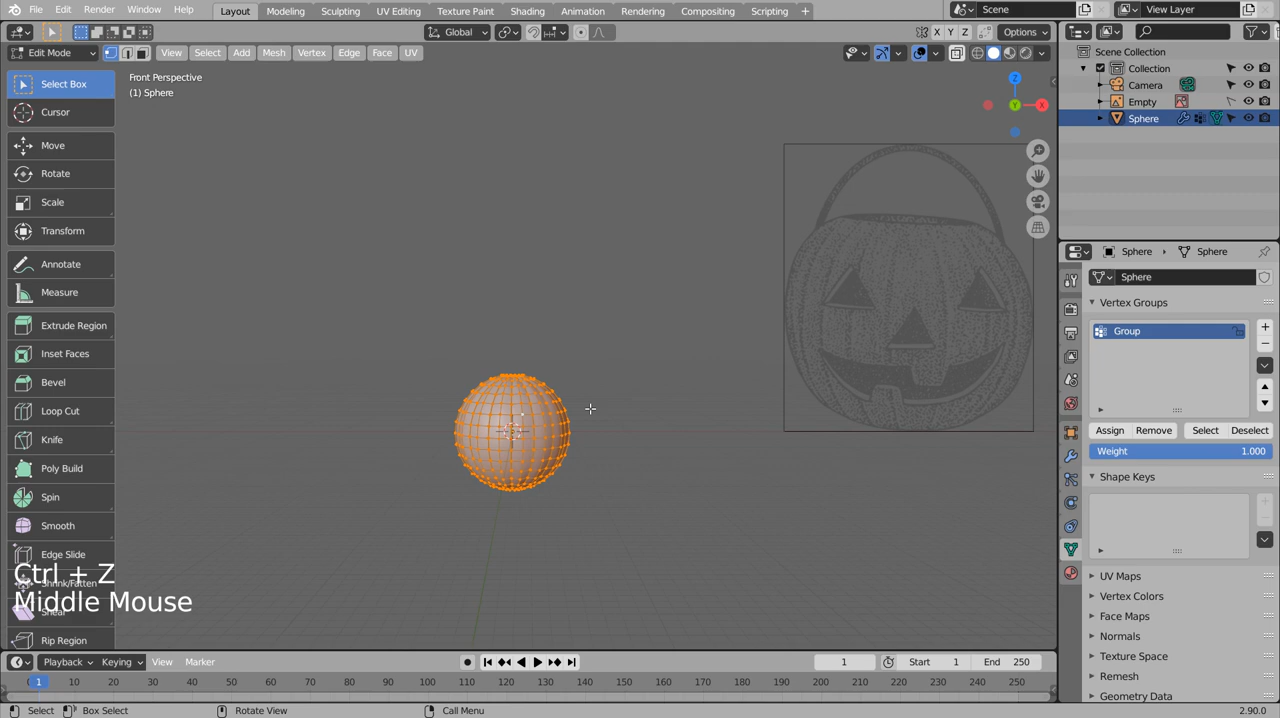 File Edit Render Window Help Layout Modeling Sculpting UV Editing Texture Paint Shading Animation Rendering Compositing Scripting + Scene View Layer
Global X Y Z Options
Edit Mode View Select Add Mesh Vertex Edge Face UV
Front Perspective
(1) Sphere
Select Box
Cursor
Move
Rotate
Scale
Transform
Annotate
Measure
Extrude Region
Inset Faces
Bevel
Loop Cut
Knife
Poly Build
Spin
Smooth
Edge Slide
Shrink/Fatten
Shear
Rip Region
Ctrl + Z
Middle Mouse
Z
Y
X
Scene Collection
Collection
Camera
Empty
Sphere
Sphere > Sphere
Sphere
Vertex Groups
Group
Assign Remove Select Deselect
Weight 1.000
Shape Keys
UV Maps
Vertex Colors
Face Maps
Normals
Texture Space
Remesh
Geometry Data
Playback Keying View Marker 1 Start 1 End 250
1 10 20 30 40 50 60 70 80 90 100 110 120 130 140 150 160 170 180 190 200 210 220 230 240 250
Select Box Select Rotate View Call Menu 2.90.0